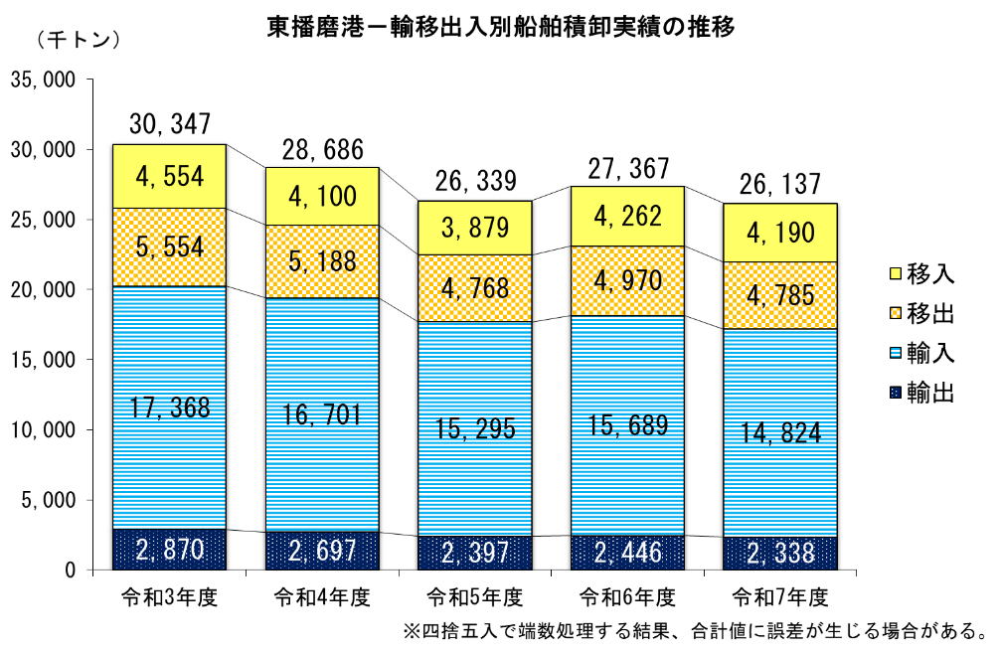 東播磨港－輸移出入別船舶積卸実績の推移
（千トン）
35,000
30,000
25,000
20,000
15,000
10,000
5,000
0
30,347
28,686
26,339
27,367
26,137
4,554
4,100
3,879
4,262
4,190
5,554
5,188
4,768
4,970
4,785
17,368
16,701
15,295
15,689
14,824
2,870
2,697
2,397
2,446
2,338
令和3年度
令和4年度
令和5年度
令和6年度
令和7年度
移入
移出
輸入
輸出
※四捨五入で端数処理する結果、合計値に誤差が生じる場合がある。